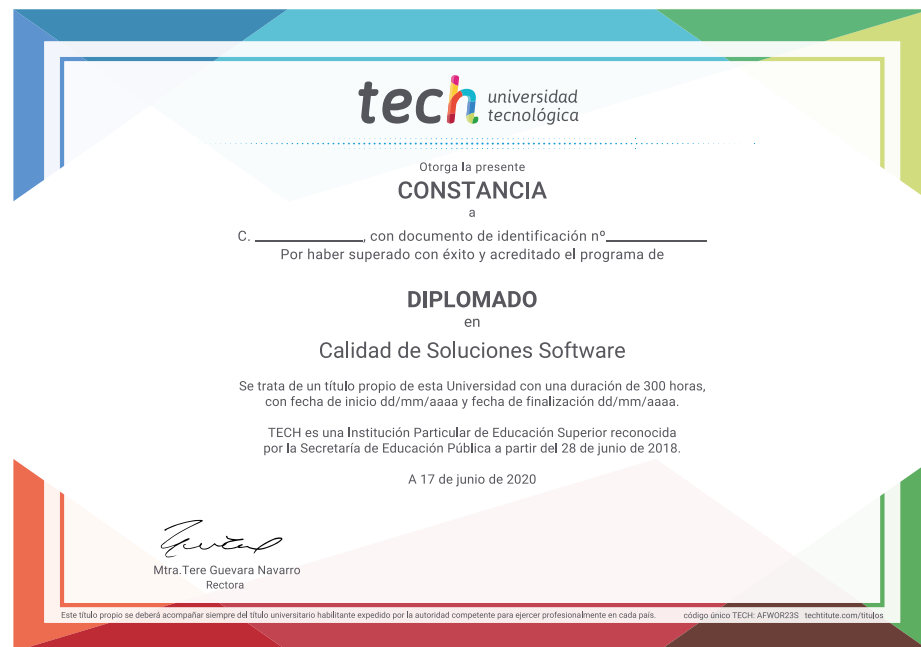 tech universidad
tecnológica
Otorga la presente
CONSTANCIA
a
C. ____________, con documento de identificación nº___________
Por haber superado con éxito y acreditado el programa de
DIPLOMADO
en
Calidad de Soluciones Software
Se trata de un título propio de esta Universidad con una duración de 300 horas,
con fecha de inicio dd/mm/aaaa y fecha de finalización dd/mm/aaaa.
TECH es una Institución Particular de Educación Superior reconocida
por la Secretaría de Educación Pública a partir del 28 de junio de 2018.
A 17 de junio de 2020
Mtra.Tere Guevara Navarro
Rectora
Este título propio se deberá acompañar siempre del título universitario habilitante expedido por la autoridad competente para ejercer profesionalmente en cada país. código único TECH: AFWOR23S techtitute.com/titulos